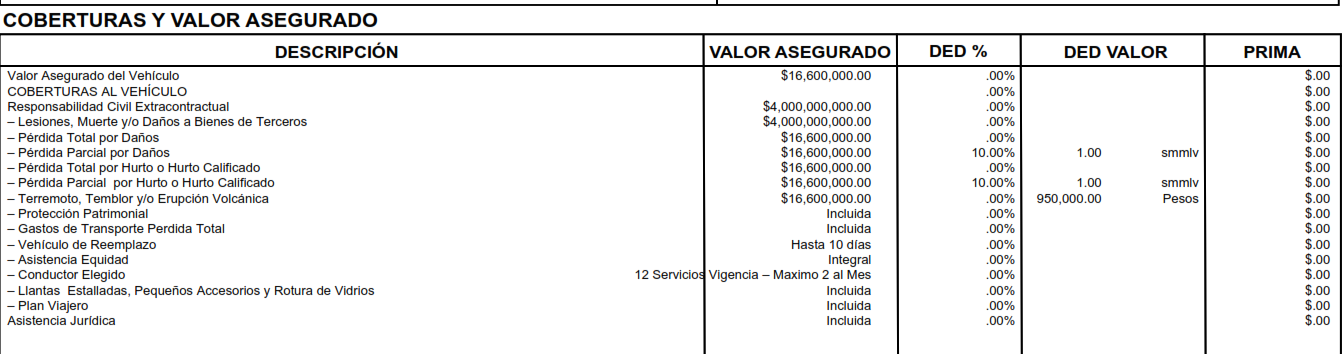 COBERTURAS Y VALOR ASEGURADO
DESCRIPCIÓN VALOR ASEGURADO DED % DED VALOR PRIMA
Valor Asegurado del Vehículo $16,600,000.00 .00% $.00
COBERTURAS AL VEHÍCULO .00% $.00
Responsabilidad Civil Extracontractual $4,000,000,000.00 .00% $.00
– Lesiones, Muerte y/o Daños a Bienes de Terceros $4,000,000,000.00 .00% $.00
– Pérdida Total por Daños $16,600,000.00 .00% $.00
– Pérdida Parcial por Daños $16,600,000.00 10.00% 1.00 smmlv $.00
– Pérdida Total por Hurto o Hurto Calificado $16,600,000.00 .00% $.00
– Pérdida Parcial por Hurto o Hurto Calificado $16,600,000.00 10.00% 1.00 smmlv $.00
– Terremoto, Temblor y/o Erupción Volcánica $16,600,000.00 .00% 950,000.00 Pesos $.00
– Protección Patrimonial Incluida .00% $.00
– Gastos de Transporte Perdida Total Incluida .00% $.00
– Vehículo de Reemplazo Hasta 10 días .00% $.00
– Asistencia Equidad Integral .00% $.00
– Conductor Elegido 12 Servicios Vigencia – Maximo 2 al Mes .00% $.00
– Llantas Estalladas, Pequeños Accesorios y Rotura de Vidrios Incluida .00% $.00
– Plan Viajero Incluida .00% $.00
Asistencia Jurídica Incluida .00% $.00